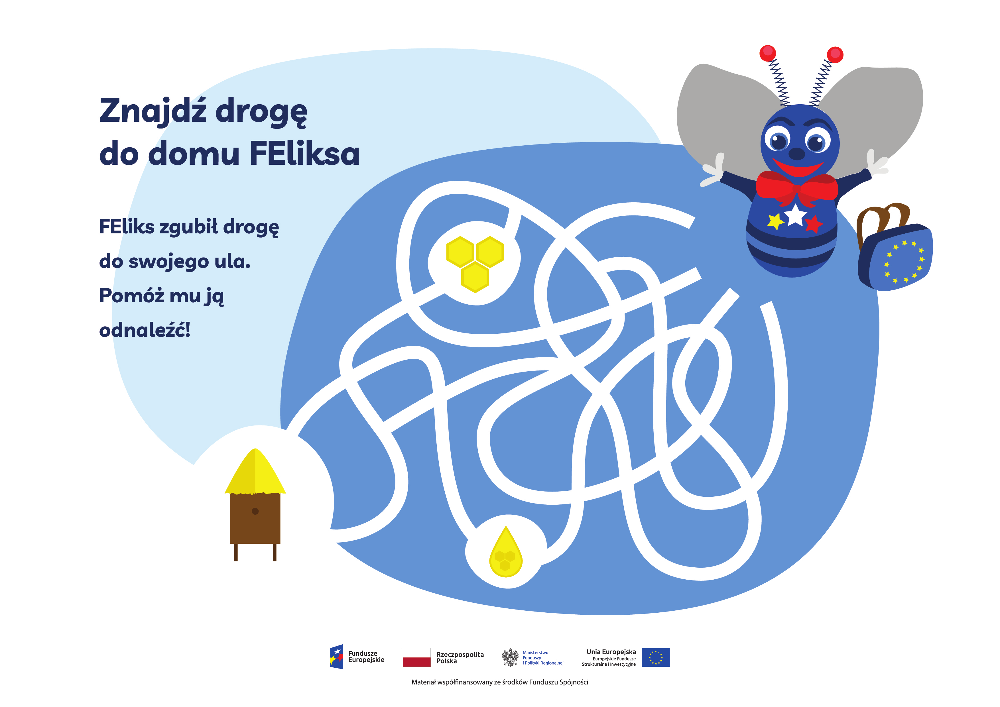 Znajdź drogę
do domu FEliksa
FEliks zgubił drogę
do swojego ula.
Pomóż mu ją
odnaleźć!
Fundusze
Europejskie
Rzeczpospolita
Polska
Ministerstwo
Funduszy
i Polityki Regionalnej
Unia Europejska
Europejskie Fundusze
Strukturalne i Inwestycyjne
Materiał współfinansowany ze środków Funduszu Spójności